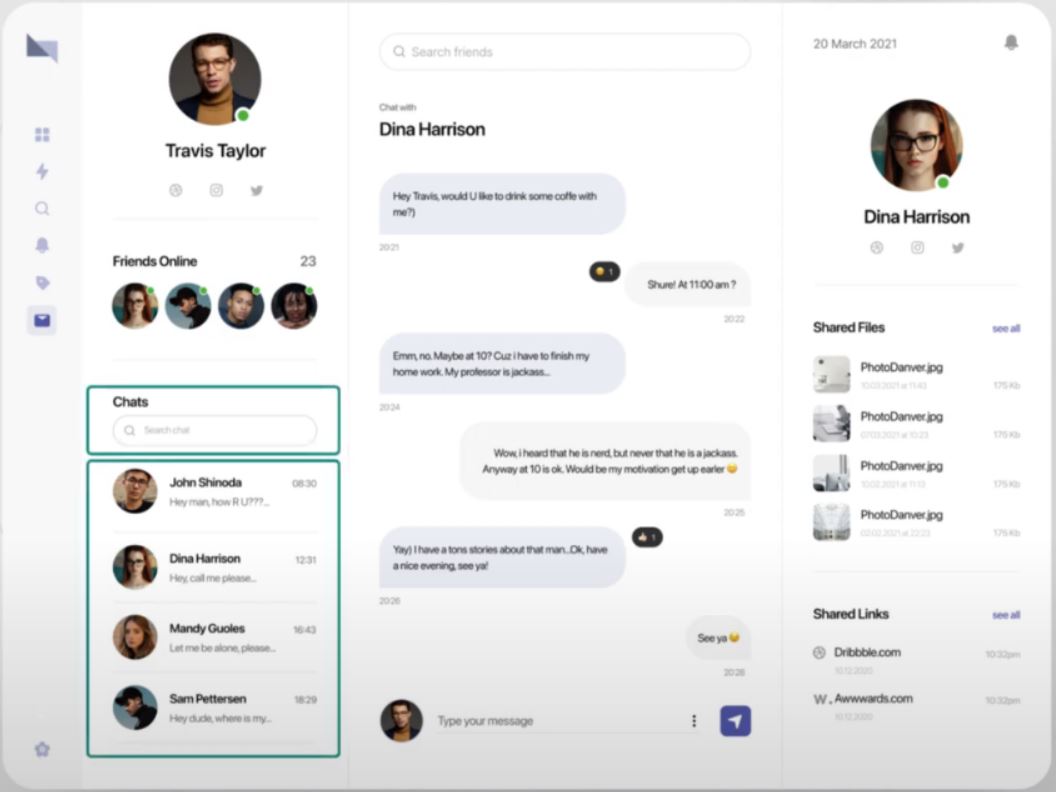 Travis Taylor
Friends Online 23
Chats
Search chat
John Shinoda 08:30
Hey man, how R U???...
Dina Harrison 12:31
Hey, call me please...
Mandy Guoles 16:43
Let me be alone, please...
Sam Pettersen 18:29
Hey dude, where is my...
Search friends
Chat with
Dina Harrison
Hey Travis, would U like to drink some coffe with
me?)
20:21
1
Shure! At 11:00 am ?
20:22
Emm, no. Maybe at 10? Cuz i have to finish my
home work. My professor is jackass...
20:24
Wow, i heard that he is nerd, but never that he is a jackass.
Anyway at 10 is ok. Would be my motivation get up earler 😊
20:25
Yay) I have a tons stories about that man...Ok, have
a nice evening, see ya!
1
20:26
See ya 😊
20:28
Type your message
20 March 2021
Dina Harrison
Shared Files see all
PhotoDanver.jpg
10.03.2021 at 11:43 175 Kb
PhotoDanver.jpg
07.03.2021 at 10:23 175 Kb
PhotoDanver.jpg
10.02.2021 at 11:13 175 Kb
PhotoDanver.jpg
02.02.2021 at 22:23 175 Kb
Shared Links see all
Dribbble.com 10:32pm
10.12.2020
W. Awwwards.com 10:32pm
10.12.2020